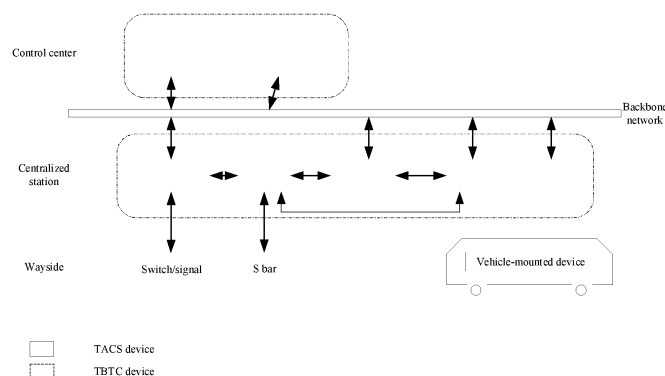 Control center
Backbone
network
Centralized
station
Wayside
Switch/signal
S bar
Vehicle-mounted device
TACS device
TBTC device